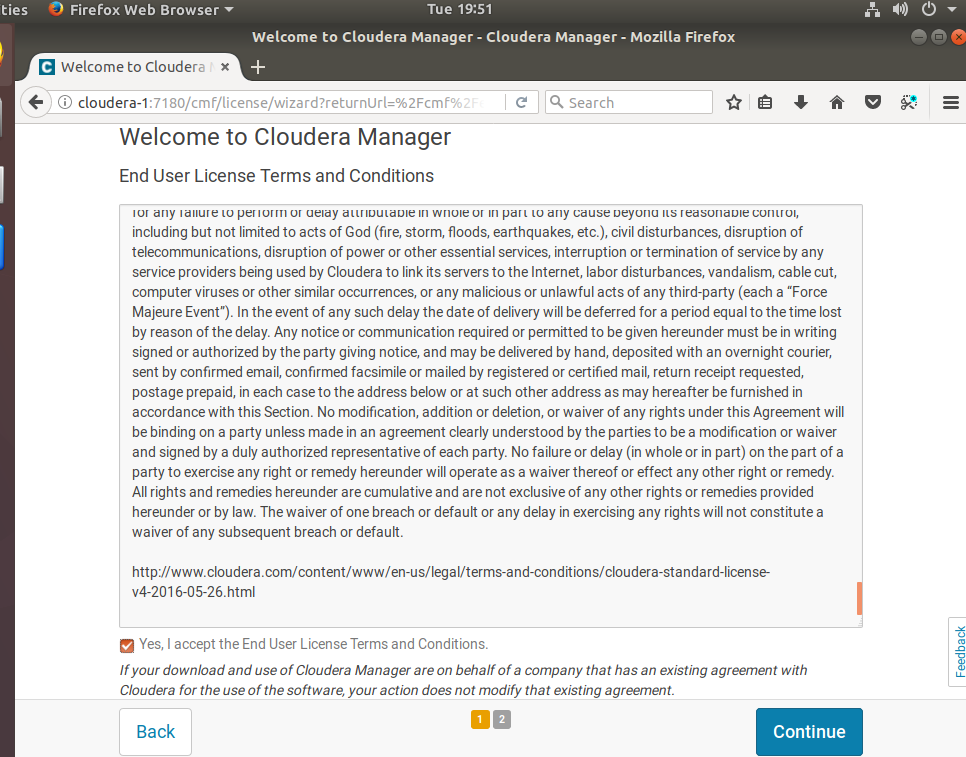 ties Firefox Web Browser Tue 19:51
Welcome to Cloudera Manager - Cloudera Manager - Mozilla Firefox
Welcome to Cloudera
cloudera-1:7180/cmf/license/wizard?returnUrl=%2Fcmf%2F
Search
Welcome to Cloudera Manager
End User License Terms and Conditions
for any failure to perform or delay attributable in whole or in part to any cause beyond its reasonable control,
including but not limited to acts of God (fire, storm, floods, earthquakes, etc.), civil disturbances, disruption of
telecommunications, disruption of power or other essential services, interruption or termination of service by any
service providers being used by Cloudera to link its servers to the Internet, labor disturbances, vandalism, cable cut,
computer viruses or other similar occurrences, or any malicious or unlawful acts of any third-party (each a “Force
Majeure Event”). In the event of any such delay the date of delivery will be deferred for a period equal to the time lost
by reason of the delay. Any notice or communication required or permitted to be given hereunder must be in writing
signed or authorized by the party giving notice, and may be delivered by hand, deposited with an overnight courier,
sent by confirmed email, confirmed facsimile or mailed by registered or certified mail, return receipt requested,
postage prepaid, in each case to the address below or at such other address as may hereafter be furnished in
accordance with this Section. No modification, addition or deletion, or waiver of any rights under this Agreement will
be binding on a party unless made in an agreement clearly understood by the parties to be a modification or waiver
and signed by a duly authorized representative of each party. No failure or delay (in whole or in part) on the part of a
party to exercise any right or remedy hereunder will operate as a waiver thereof or effect any other right or remedy.
All rights and remedies hereunder are cumulative and are not exclusive of any other rights or remedies provided
hereunder or by law. The waiver of one breach or default or any delay in exercising any rights will not constitute a
waiver of any subsequent breach or default.
http://www.cloudera.com/content/www/en-us/legal/terms-and-conditions/cloudera-standard-license-
v4-2016-05-26.html
Yes, I accept the End User License Terms and Conditions.
Feedback
If your download and use of Cloudera Manager are on behalf of a company that has an existing agreement with
Cloudera for the use of the software, your action does not modify that existing agreement.
Back 1 2 Continue